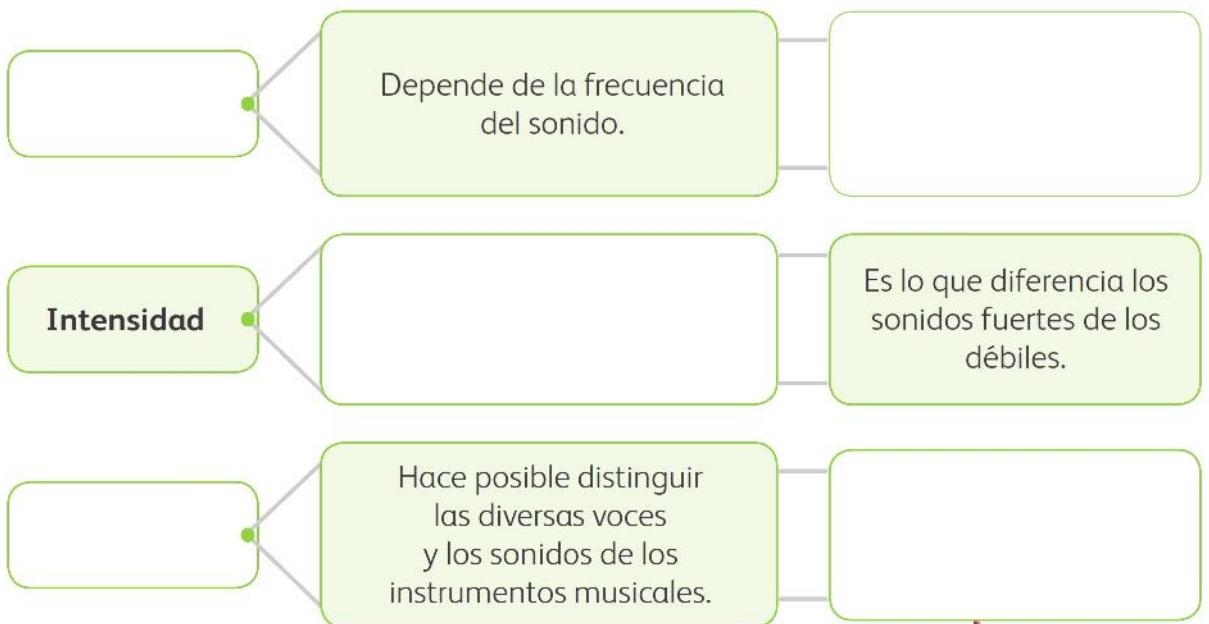 Depende de la frecuencia
del sonido.
Intensidad
Es lo que diferencia los
sonidos fuertes de los
débiles.
Hace posible distinguir
las diversas voces
y los sonidos de los
instrumentos musicales.